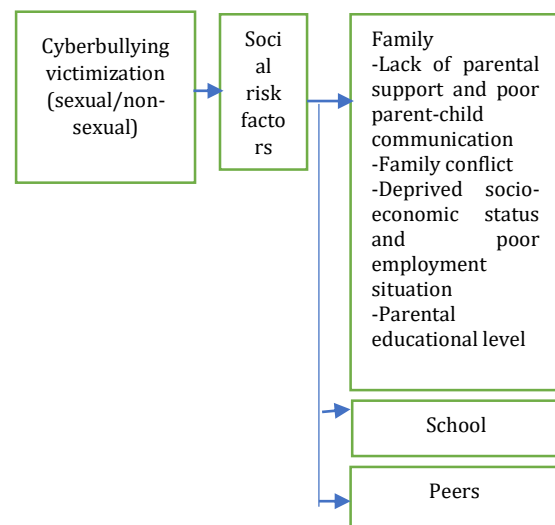 Cyberbullying
victimization
(sexual/non-
sexual)
Soci
al
risk
facto
rs
Family
-Lack of parental
support and poor
parent-child
communication
-Family conflict
-Deprived socio-
economic status
and poor
employment
situation
-Parental
educational level
School
Peers